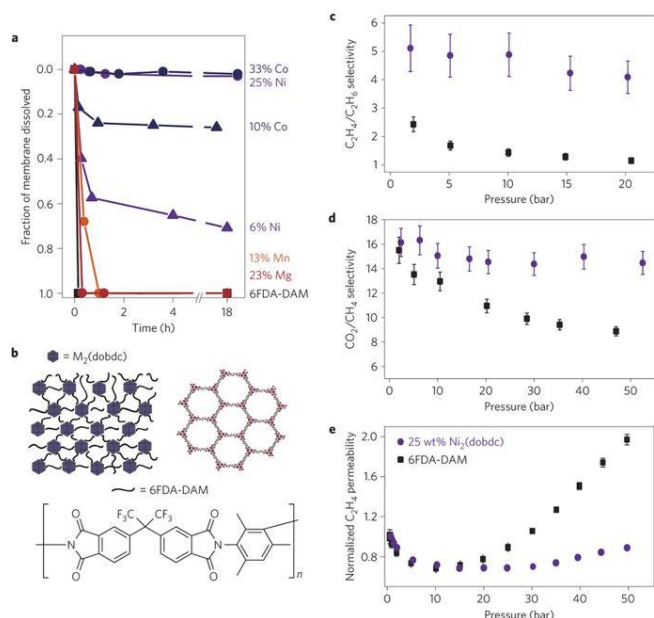 a
Fraction of membrane dissolved
0.0
0.2
0.4
0.6
0.8
1.0
0
2
4
18
Time (h)
33% Co
25% Ni
10% Co
6% Ni
13% Mn
23% Mg
6FDA-DAM
b
= M2(dobdc)
= 6FDA-DAM
O
F3C
CF3
O
N
N
O
O
n
c
C2H4/C2H6 selectivity
6
5
4
3
2
1
0
5
10
15
20
Pressure (bar)
d
CO2/CH4 selectivity
18
16
14
12
10
8
6
0
10
20
30
40
50
Pressure (bar)
e
Normalized C2H4 permeability
2.0
1.6
1.2
0.8
25 wt% Ni2(dobdc)
6FDA-DAM
0
10
20
30
40
50
Pressure (bar)